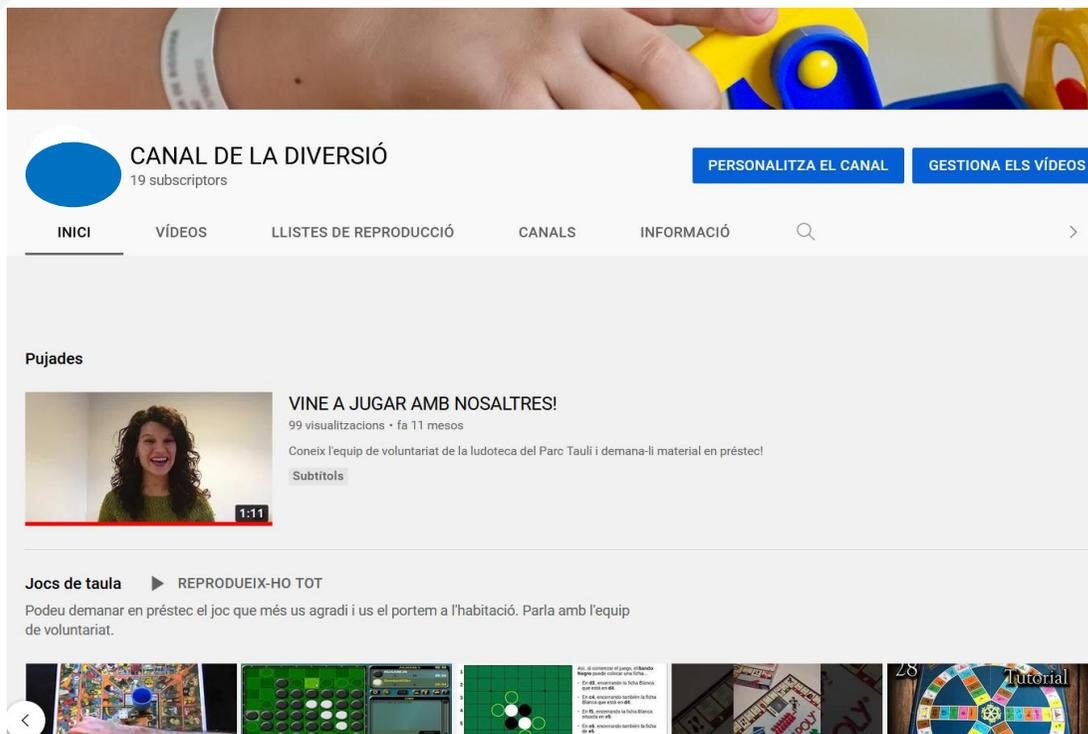 CANAL DE LA DIVERSIÓ
19 subscriptors
PERSONALITZA EL CANAL
GESTIONA ELS VÍDEOS
INICI
VÍDEOS
LLISTES DE REPRODUCCIÓ
CANALS
INFORMACIÓ
Pujades
VINE A JUGAR AMB NOSALTRES!
99 visualitzacions • fa 11 mesos
Coneix l'equip de voluntariat de la ludoteca del Parc Taulí i demana-li material en préstec!
Subtítols
1:11
Jocs de taula
REPRODUEIX-HO TOT
Podeu demanar en préstec el joc que més us agradi i us el portem a l'habitació. Parla amb l'equip
de voluntariat.
28
Tutorial